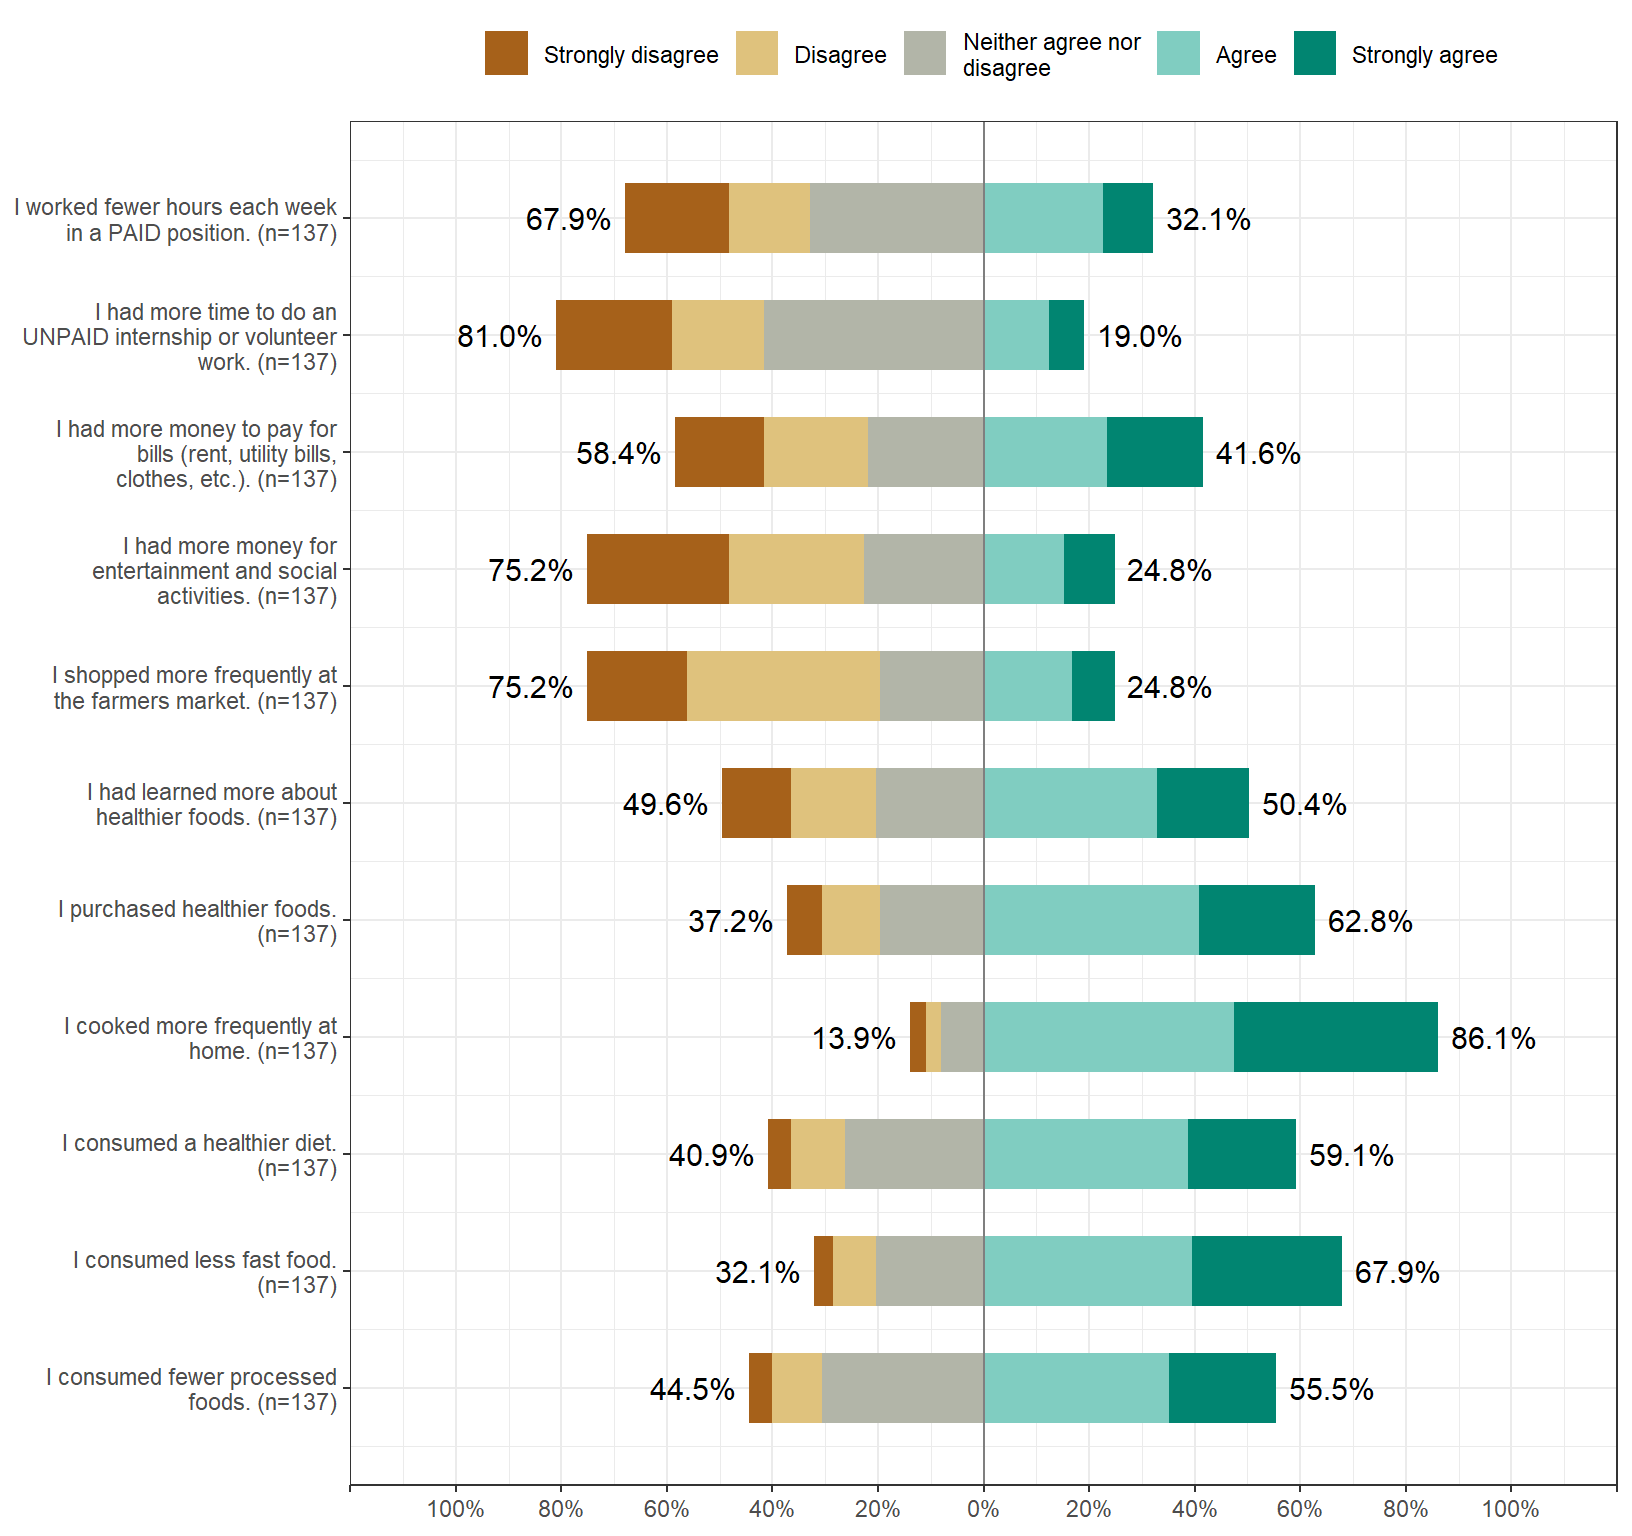 Strongly disagree
Disagree
Neither agree nor
disagree
Agree
Strongly agree
I worked fewer hours each week
in a PAID position. (n=137)
67.9%
32.1%
I had more time to do an
UNPAID internship or volunteer
work. (n=137)
81.0%
19.0%
I had more money to pay for
bills (rent, utility bills,
clothes, etc.). (n=137)
58.4%
41.6%
I had more money for
entertainment and social
activities. (n=137)
75.2%
24.8%
I shopped more frequently at
the farmers market. (n=137)
75.2%
24.8%
I had learned more about
healthier foods. (n=137)
49.6%
50.4%
I purchased healthier foods.
(n=137)
37.2%
62.8%
I cooked more frequently at
home. (n=137)
13.9%
86.1%
I consumed a healthier diet.
(n=137)
40.9%
59.1%
I consumed less fast food.
(n=137)
32.1%
67.9%
I consumed fewer processed
foods. (n=137)
44.5%
55.5%
100% 80% 60% 40% 20% 0% 20% 40% 60% 80% 100%